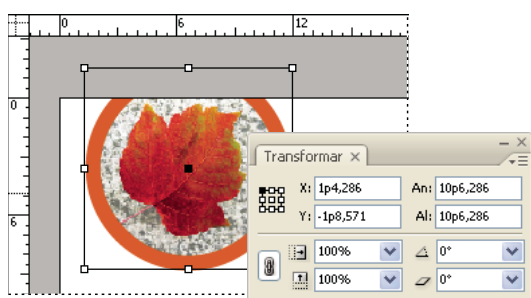 0 6 12
0
6
Transformar ×
X: 1p4,286 An: 10p6,286
Y: -1p8,571 Al: 10p6,286
100% 0°
100% 0°